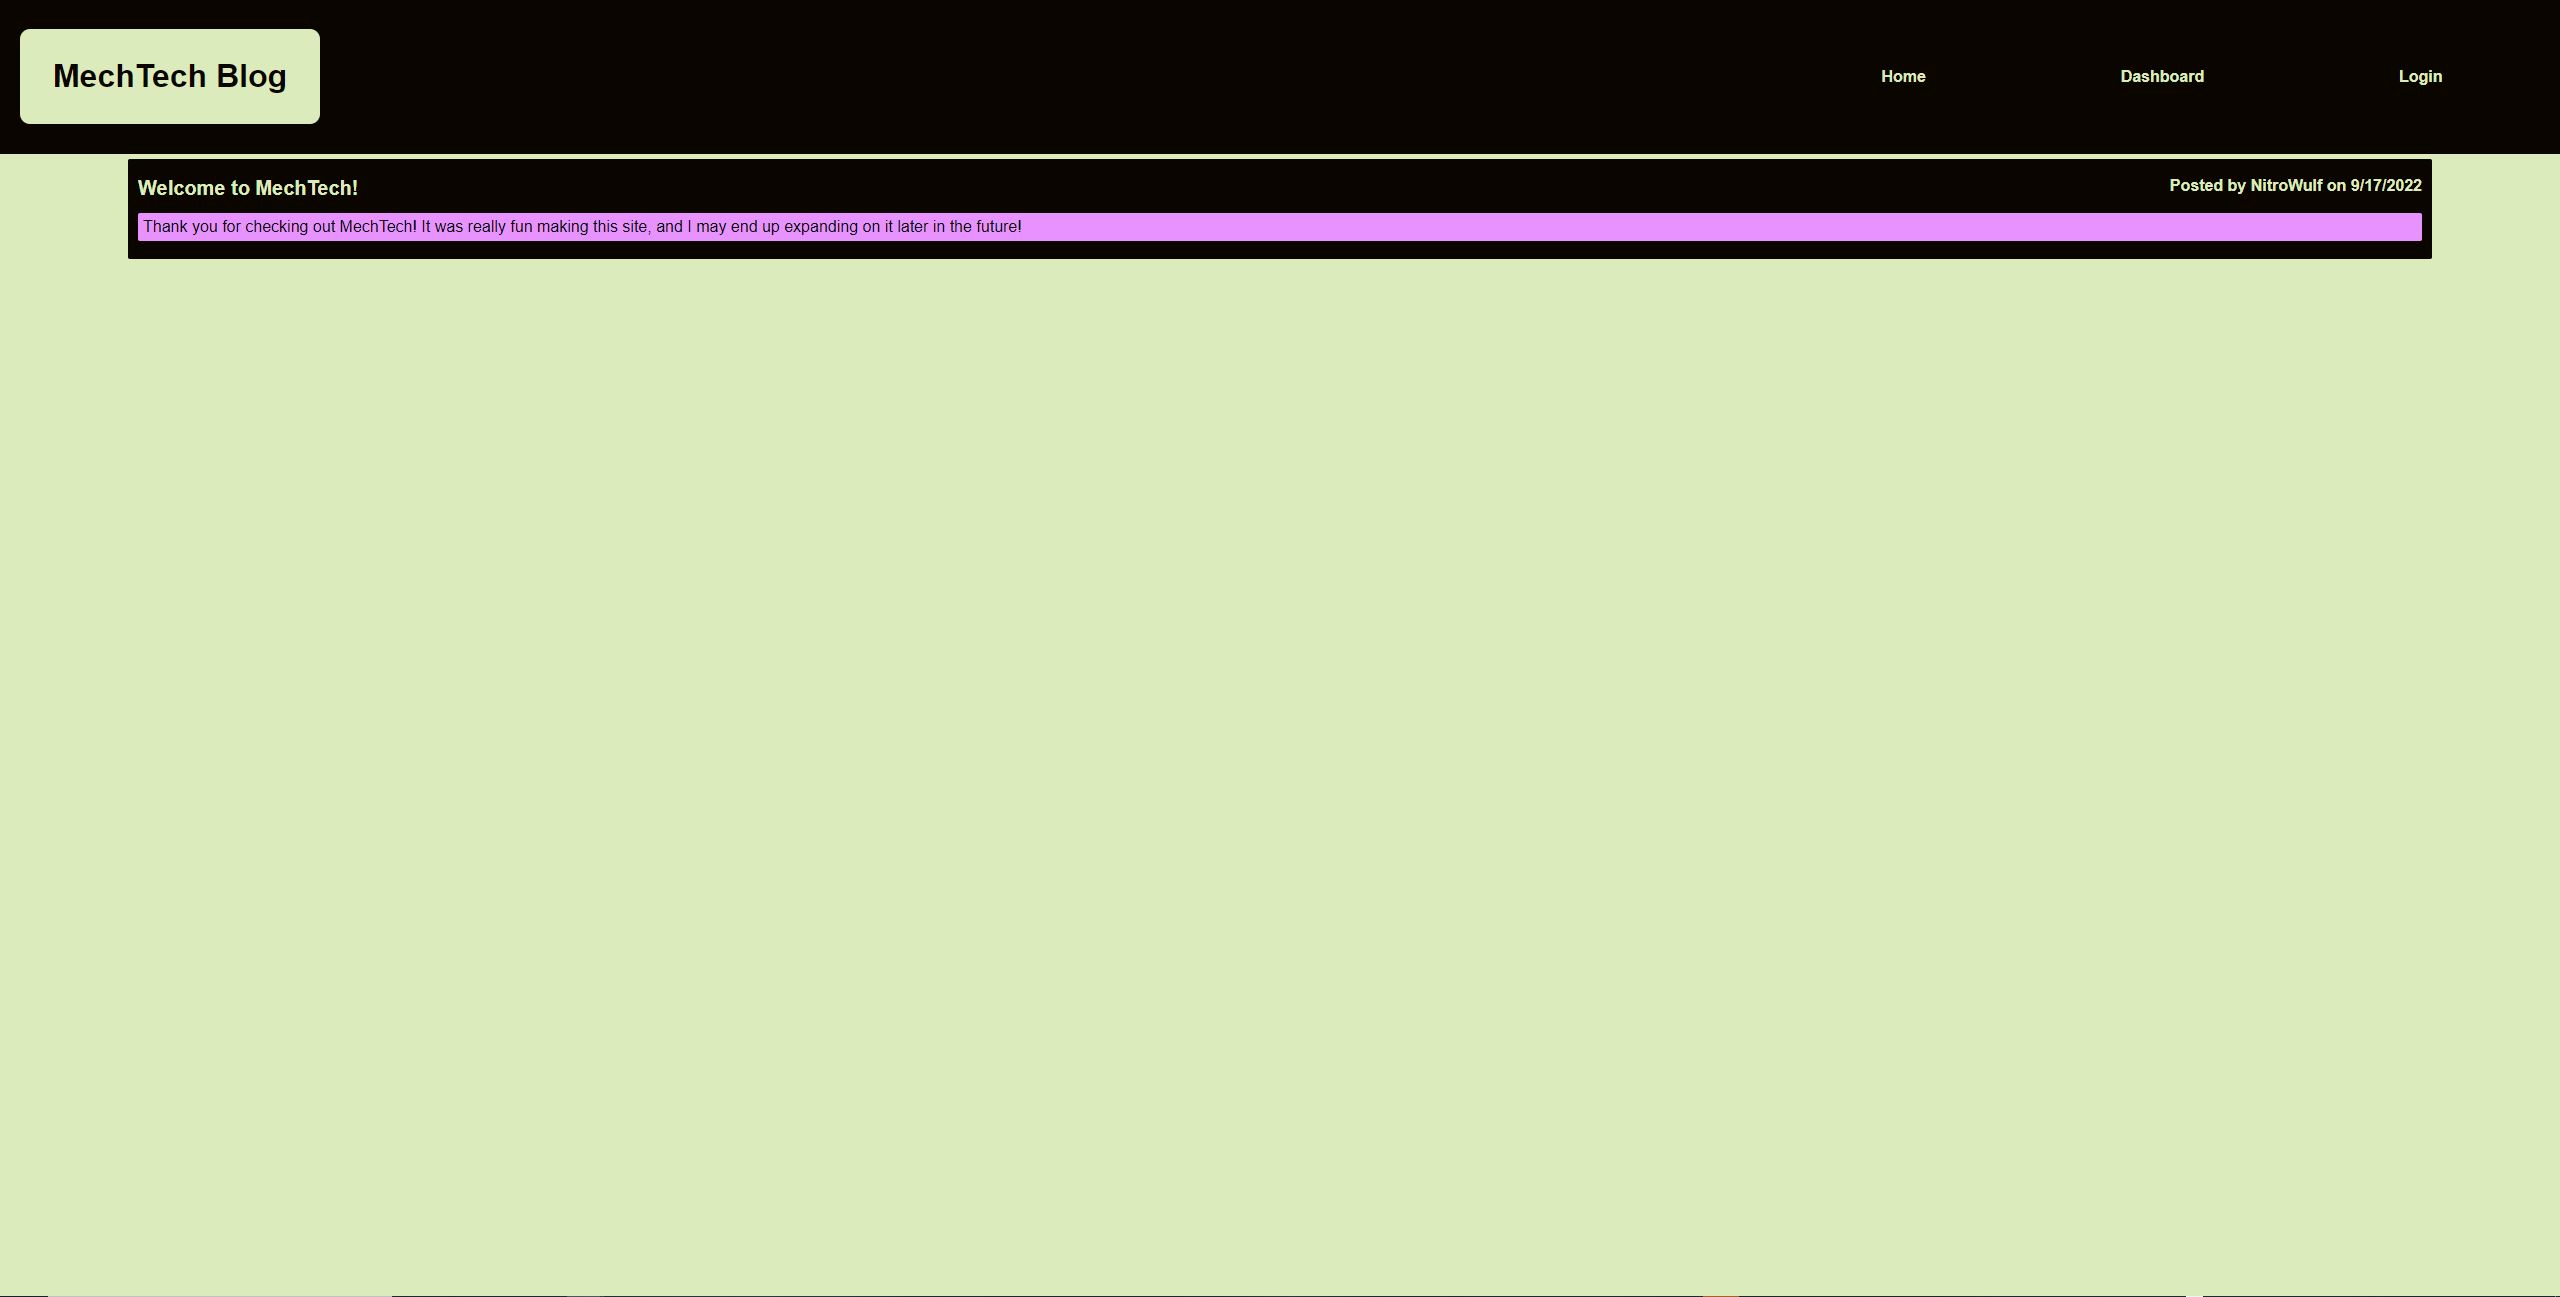 MechTech Blog
Home
Dashboard
Login
Welcome to MechTech!
Posted by NitroWulf on 9/17/2022
Thank you for checking out MechTech! It was really fun making this site, and I may end up expanding on it later in the future!